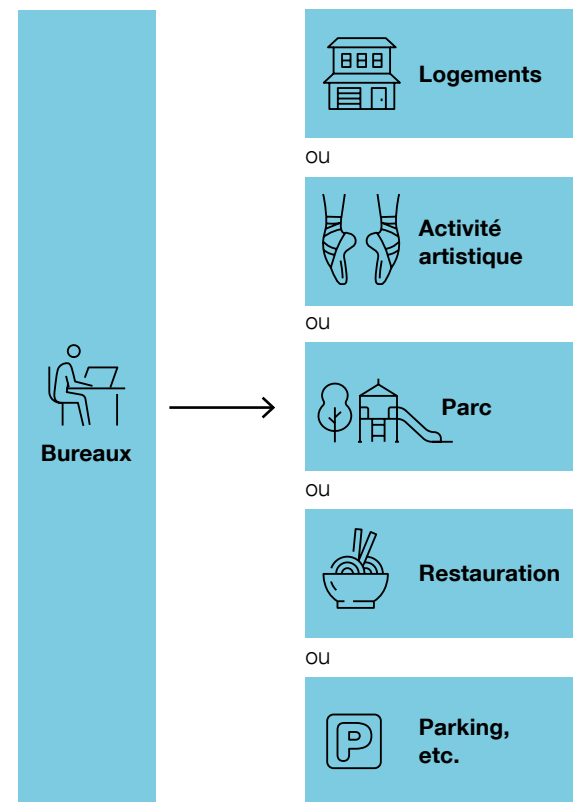 Bureaux
Logements
ou
Activité
artistique
ou
Parc
ou
Restauration
ou
P
Parking,
etc.